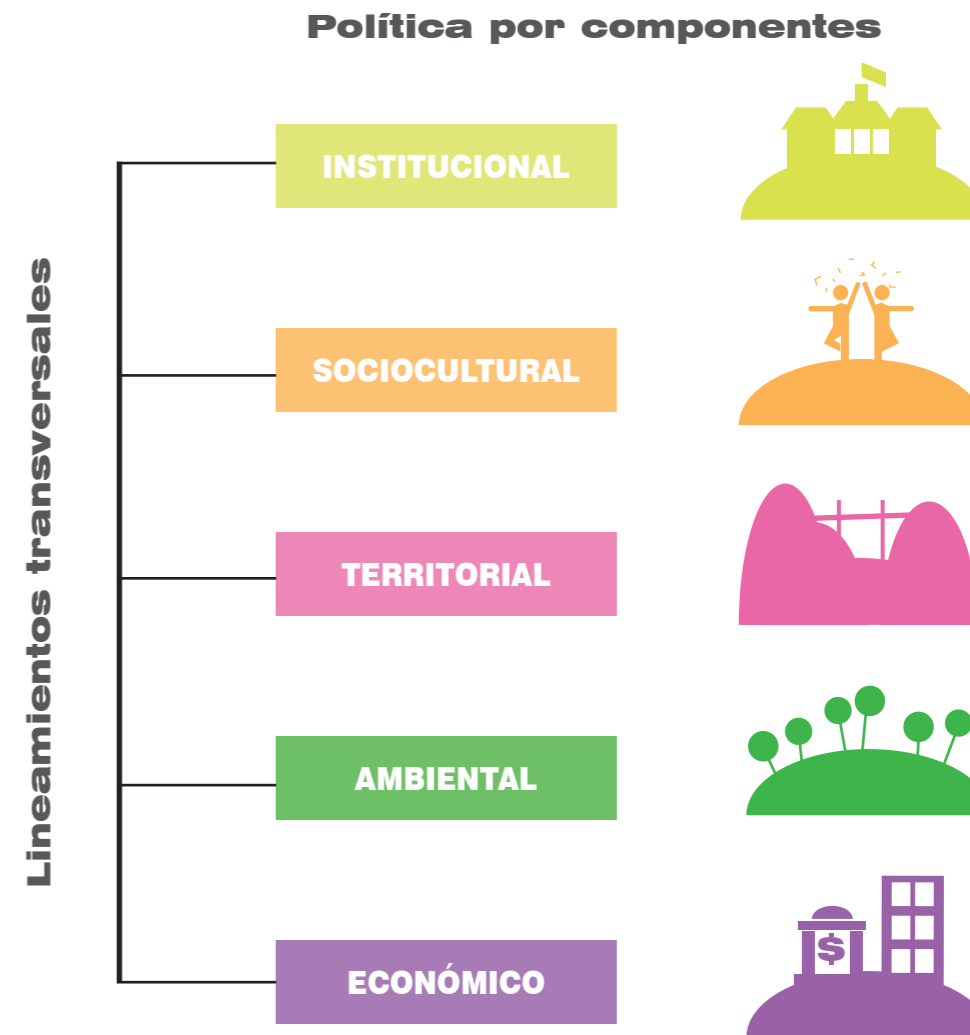 Política por componentes
Lineamientos transversales
INSTITUCIONAL
SOCIOCULTURAL
TERRITORIAL
AMBIENTAL
ECONÓMICO
$